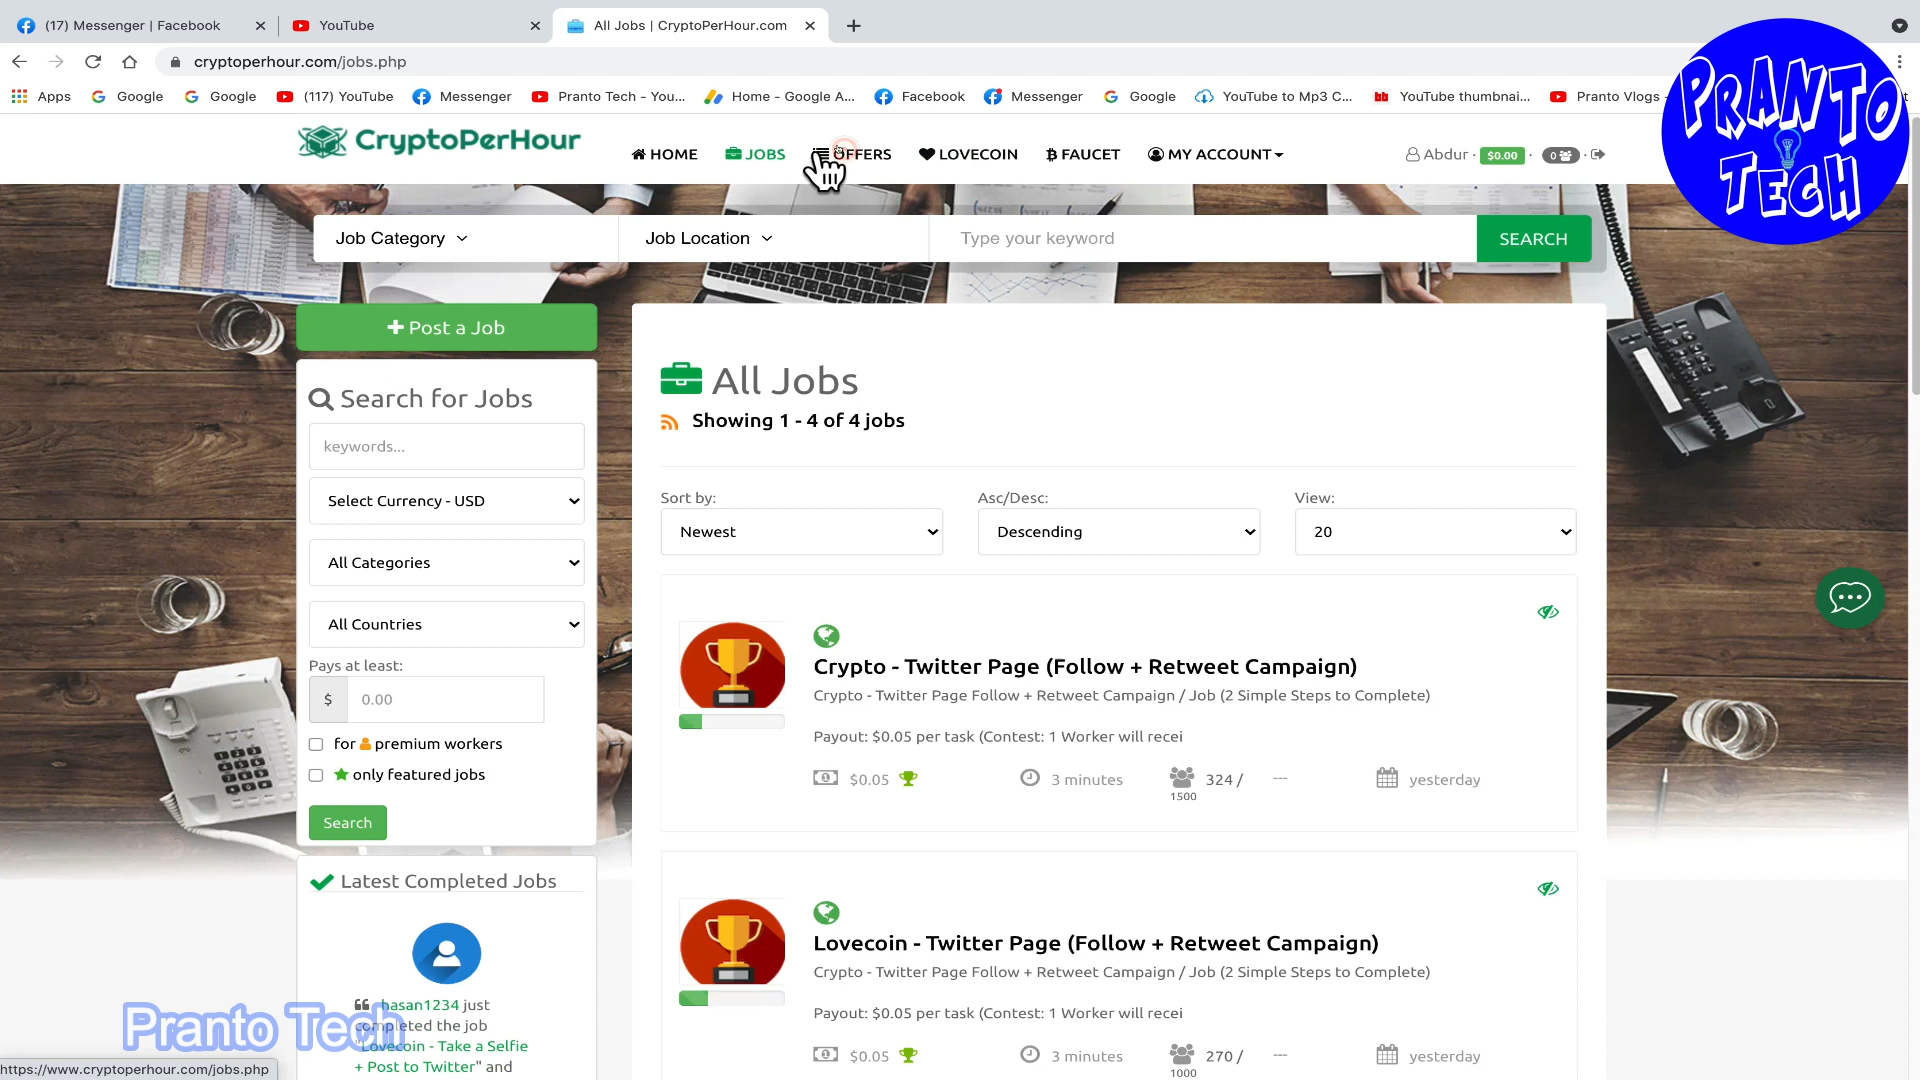 (17) Messenger | Facebook
YouTube
All Jobs | CryptoPerHour.com
cryptoperhour.com/jobs.php
Apps
Google
Google
(117) YouTube
Messenger
Pranto Tech - You...
Home - Google A...
Facebook
Messenger
Google
YouTube to Mp3 C...
YouTube thumbnai...
Pranto Vlogs -
PRANTO
TECH
CryptoPerHour
HOME
JOBS
OFFERS
LOVECOIN
FAUCET
MY ACCOUNT
Abdur · $0.00 · 0 ·
Job Category
Job Location
Type your keyword
SEARCH
Post a Job
Search for Jobs
keywords...
Select Currency - USD
All Categories
All Countries
Pays at least:
$ 0.00
for premium workers
only featured jobs
Search
Latest Completed Jobs
hasan1234 just
completed the job
"Lovecoin - Take a Selfie
+ Post to Twitter" and
Pranto Tech
https://www.cryptoperhour.com/jobs.php
All Jobs
Showing 1 - 4 of 4 jobs
Sort by:
Newest
Asc/Desc:
Descending
View:
20
Crypto - Twitter Page (Follow + Retweet Campaign)
Crypto - Twitter Page Follow + Retweet Campaign / Job (2 Simple Steps to Complete)
Payout: $0.05 per task (Contest: 1 Worker will recei
$0.05
3 minutes
324 /
1500
---
yesterday
Lovecoin - Twitter Page (Follow + Retweet Campaign)
Crypto - Twitter Page Follow + Retweet Campaign / Job (2 Simple Steps to Complete)
Payout: $0.05 per task (Contest: 1 Worker will recei
$0.05
3 minutes
270 /
1000
---
yesterday